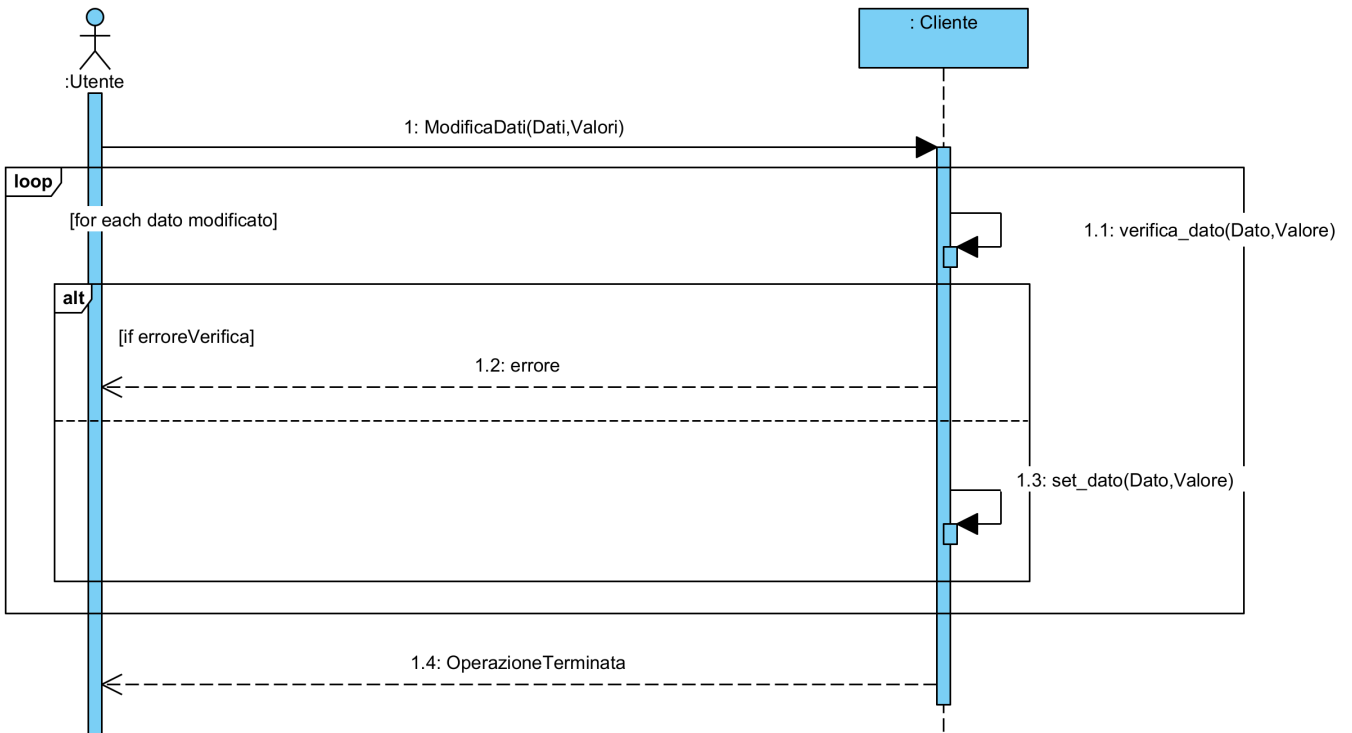 : Cliente
:Utente
1: ModificaDati(Dati,Valori)
loop
[for each dato modificato]
1.1: verifica_dato(Dato,Valore)
alt
[if erroreVerifica]
1.2: errore
1.3: set_dato(Dato,Valore)
1.4: OperazioneTerminata